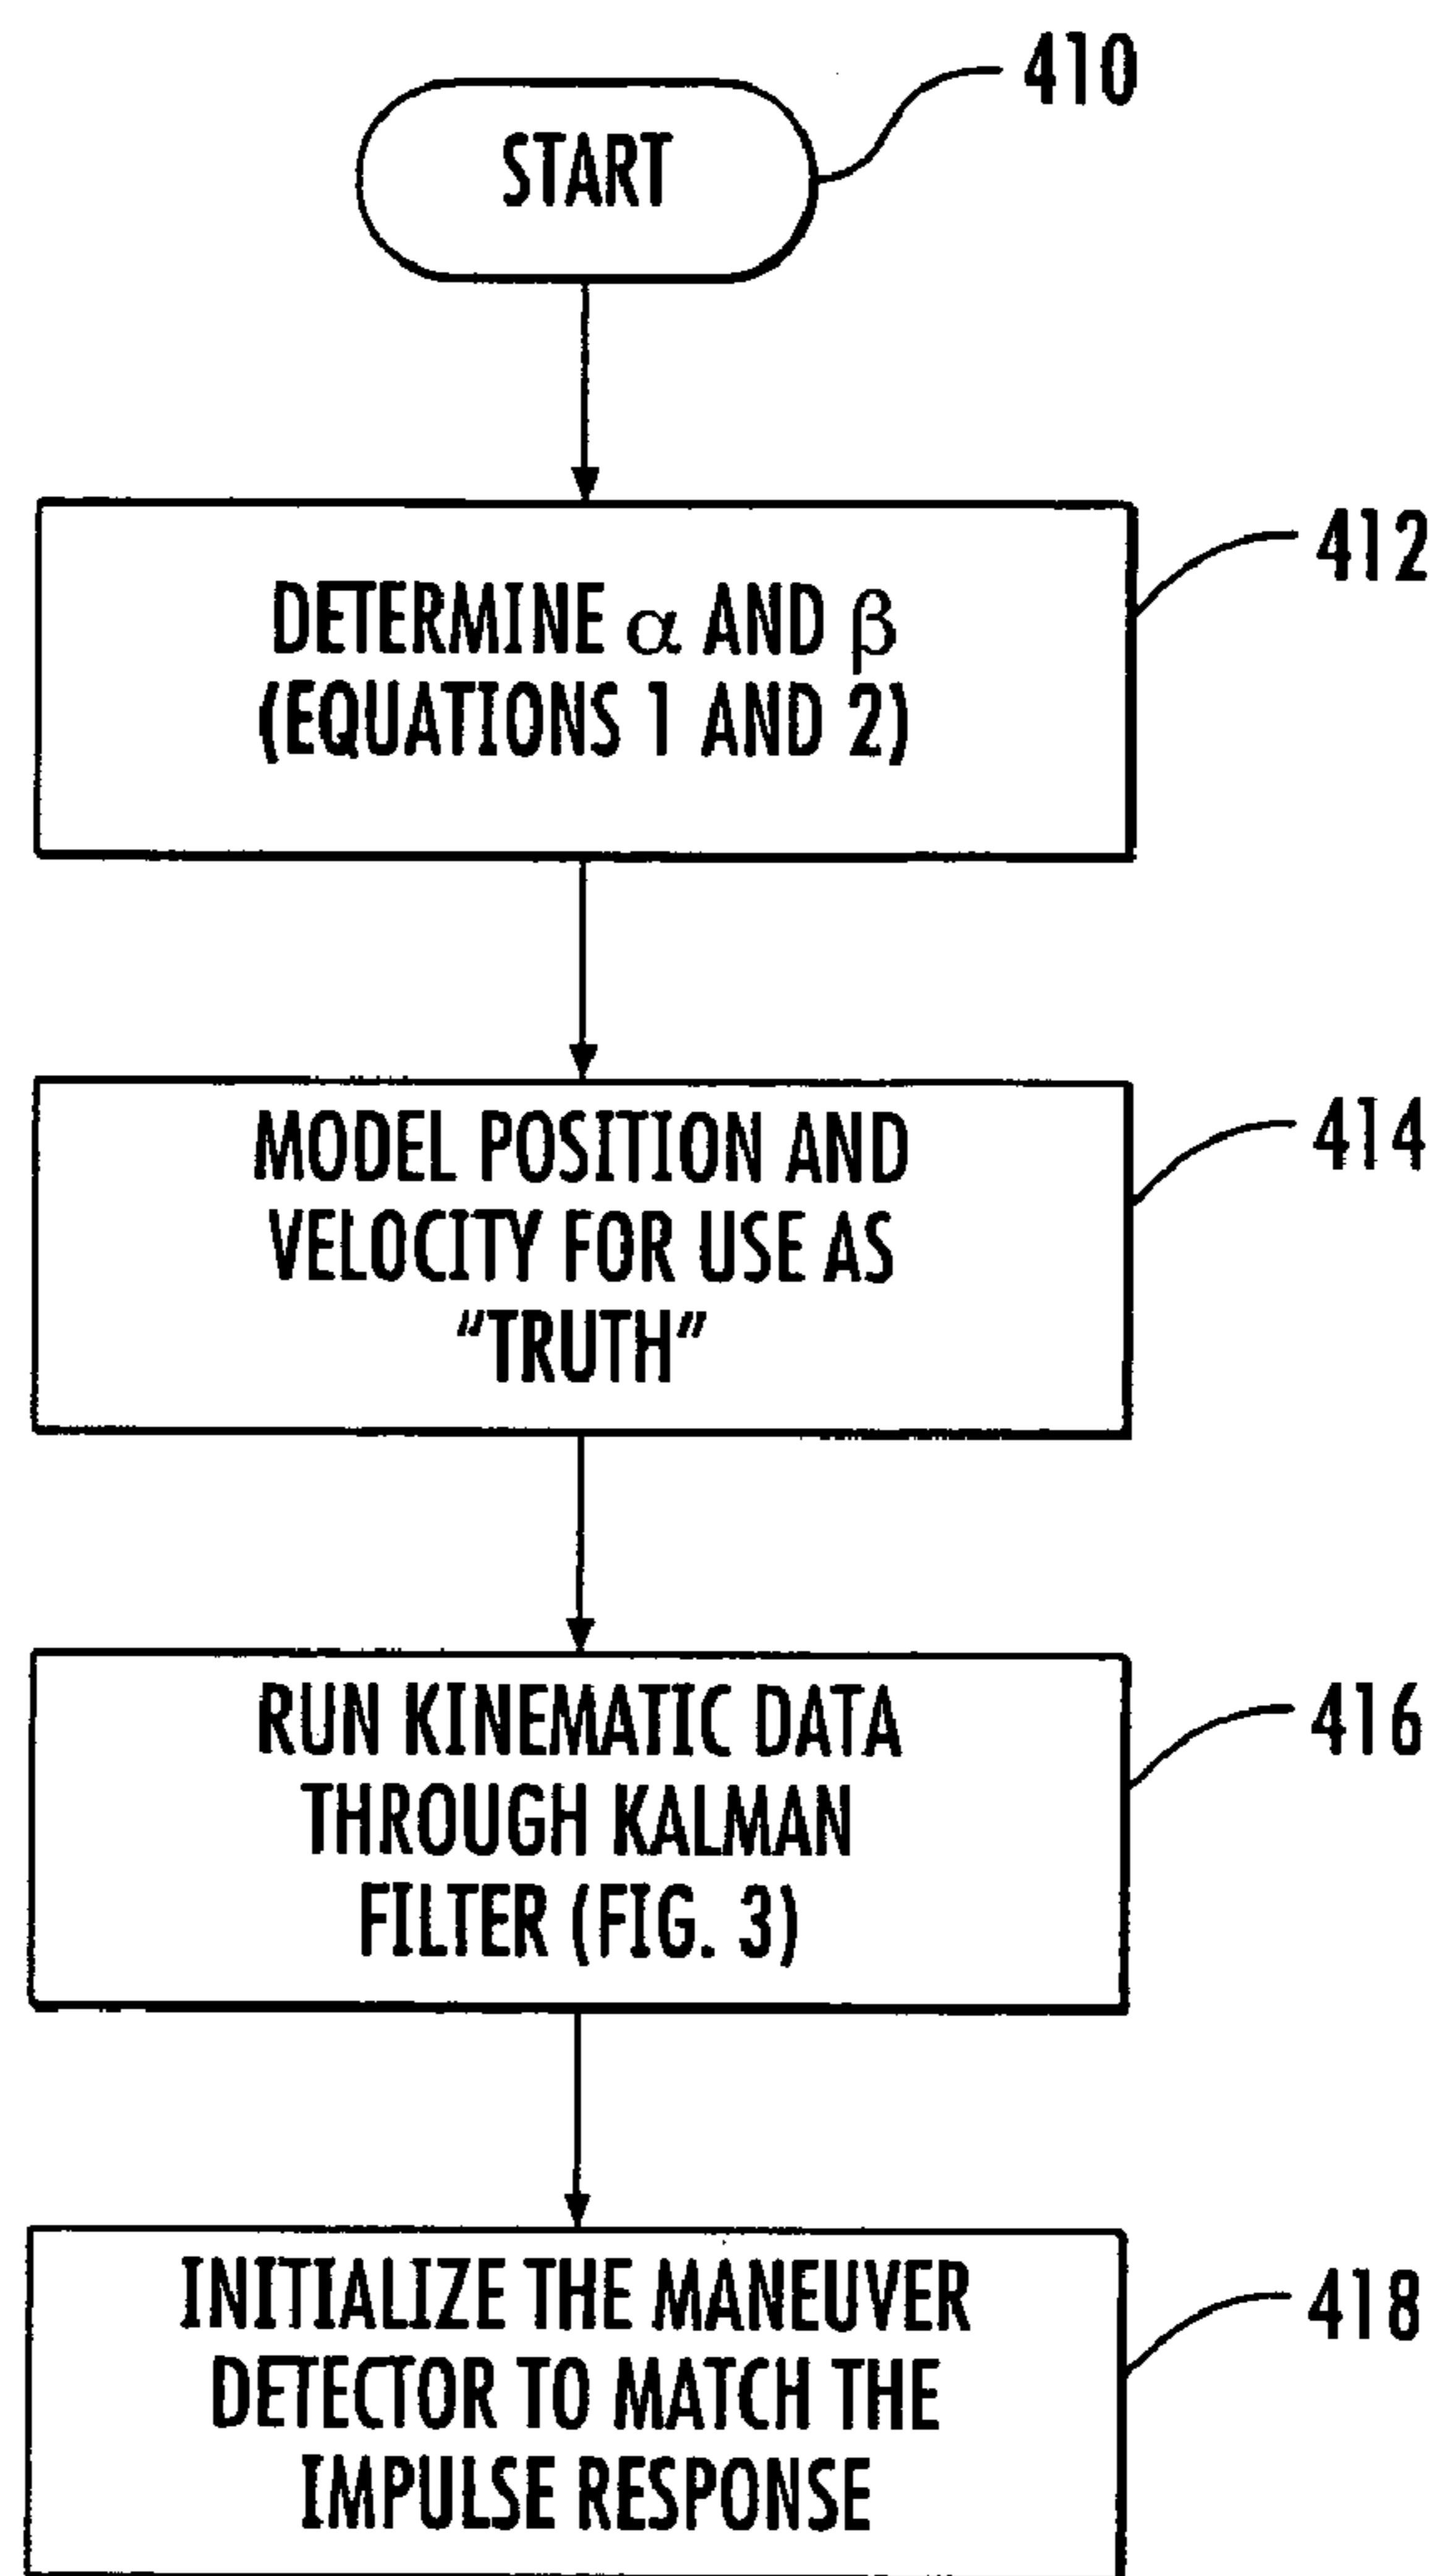 410
START
412
DETERMINE α AND β
(EQUATIONS 1 AND 2)
414
MODEL POSITION AND
VELOCITY FOR USE AS
“TRUTH”
416
RUN KINEMATIC DATA
THROUGH KALMAN
FILTER (FIG. 3)
418
INITIALIZE THE MANEUVER
DETECTOR TO MATCH THE
IMPULSE RESPONSE